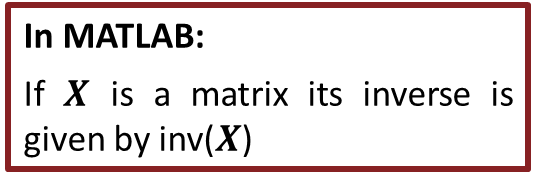 In MATLAB:
If X is a matrix its inverse is
given by inv(X)